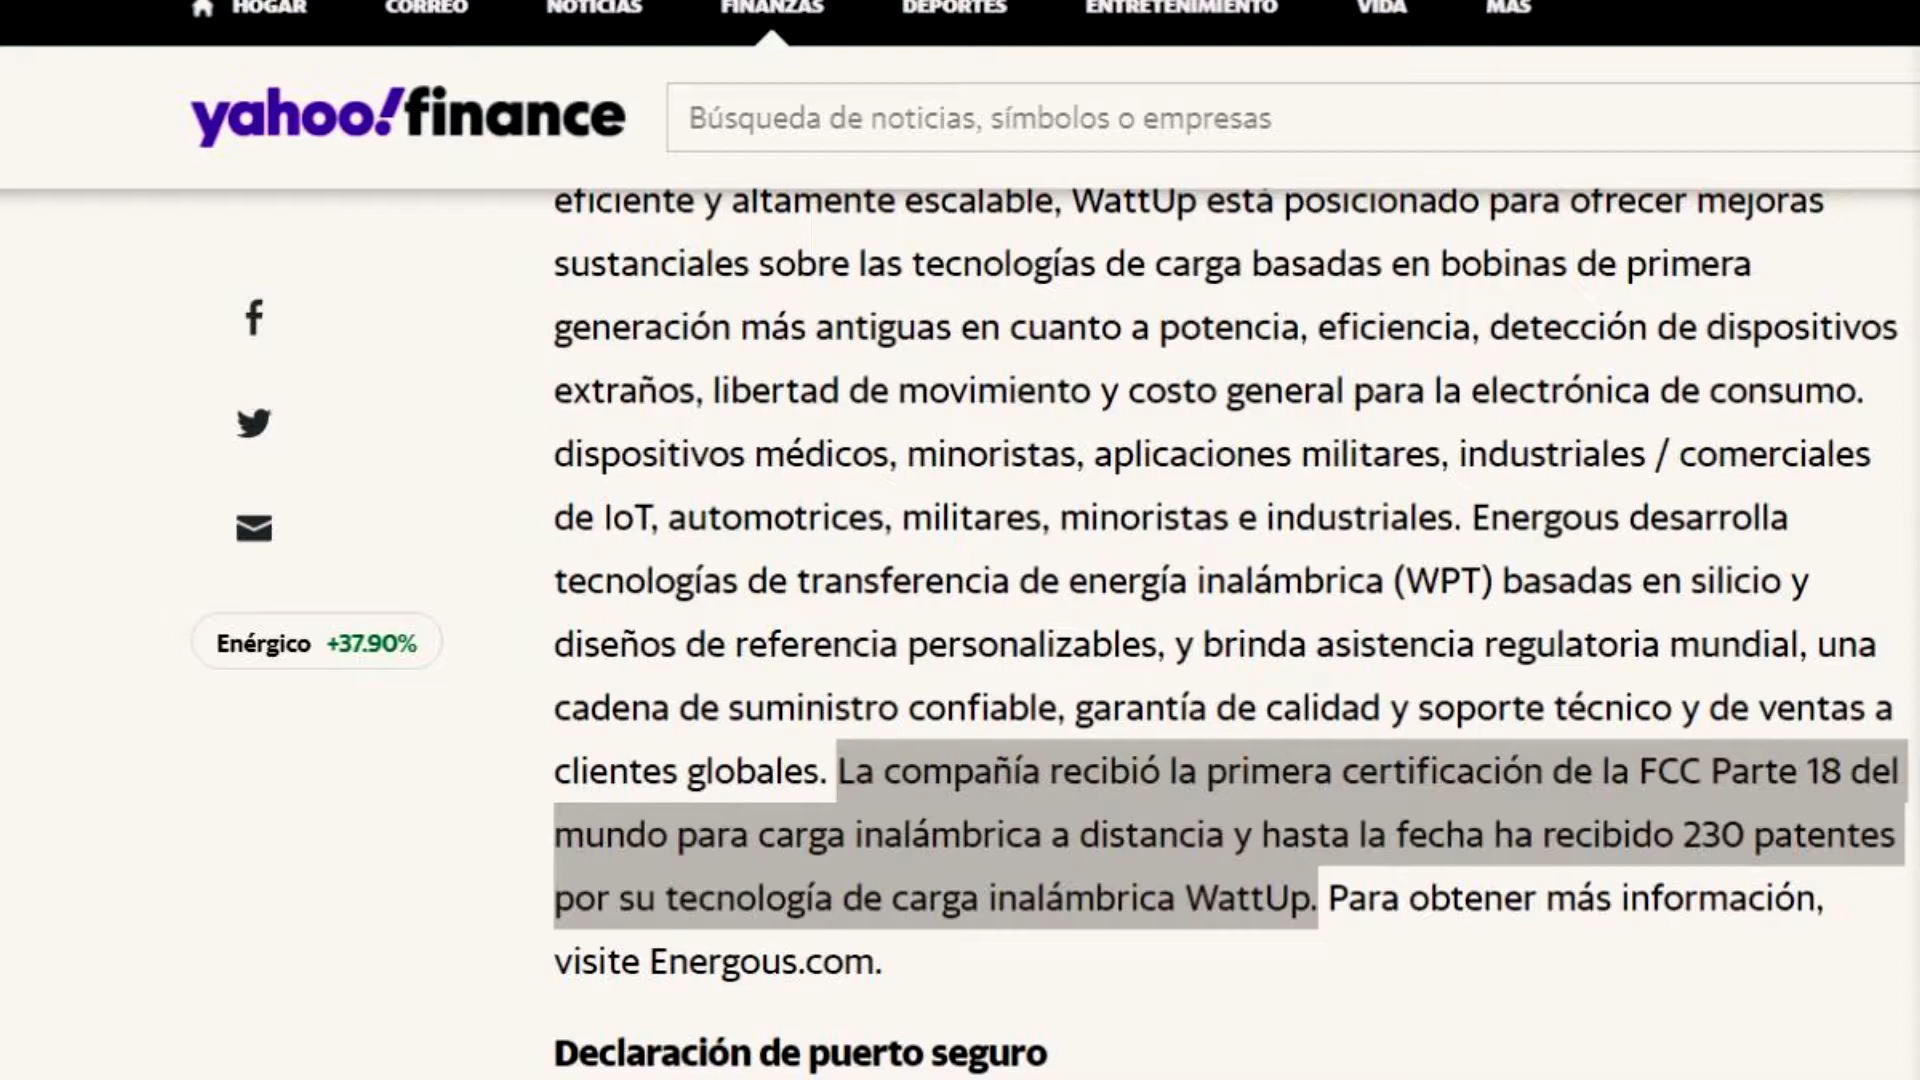 HOGAR CORREO NOTICIAS FINANZAS DEPORTES ENTRETENIMIENTO VIDA MÁS
yahoo!finance Búsqueda de noticias, símbolos o empresas
eficiente y altamente escalable, WattUp está posicionado para ofrecer mejoras
sustanciales sobre las tecnologías de carga basadas en bobinas de primera
generación más antiguas en cuanto a potencia, eficiencia, detección de dispositivos
extraños, libertad de movimiento y costo general para la electrónica de consumo.
dispositivos médicos, minoristas, aplicaciones militares, industriales / comerciales
de IoT, automotrices, militares, minoristas e industriales. Energous desarrolla
tecnologías de transferencia de energía inalámbrica (WPT) basadas en silicio y
diseños de referencia personalizables, y brinda asistencia regulatoria mundial, una
cadena de suministro confiable, garantía de calidad y soporte técnico y de ventas a
clientes globales. La compañía recibió la primera certificación de la FCC Parte 18 del
mundo para carga inalámbrica a distancia y hasta la fecha ha recibido 230 patentes
por su tecnología de carga inalámbrica WattUp. Para obtener más información,
visite Energous.com.
Enérgico +37.90%
Declaración de puerto seguro